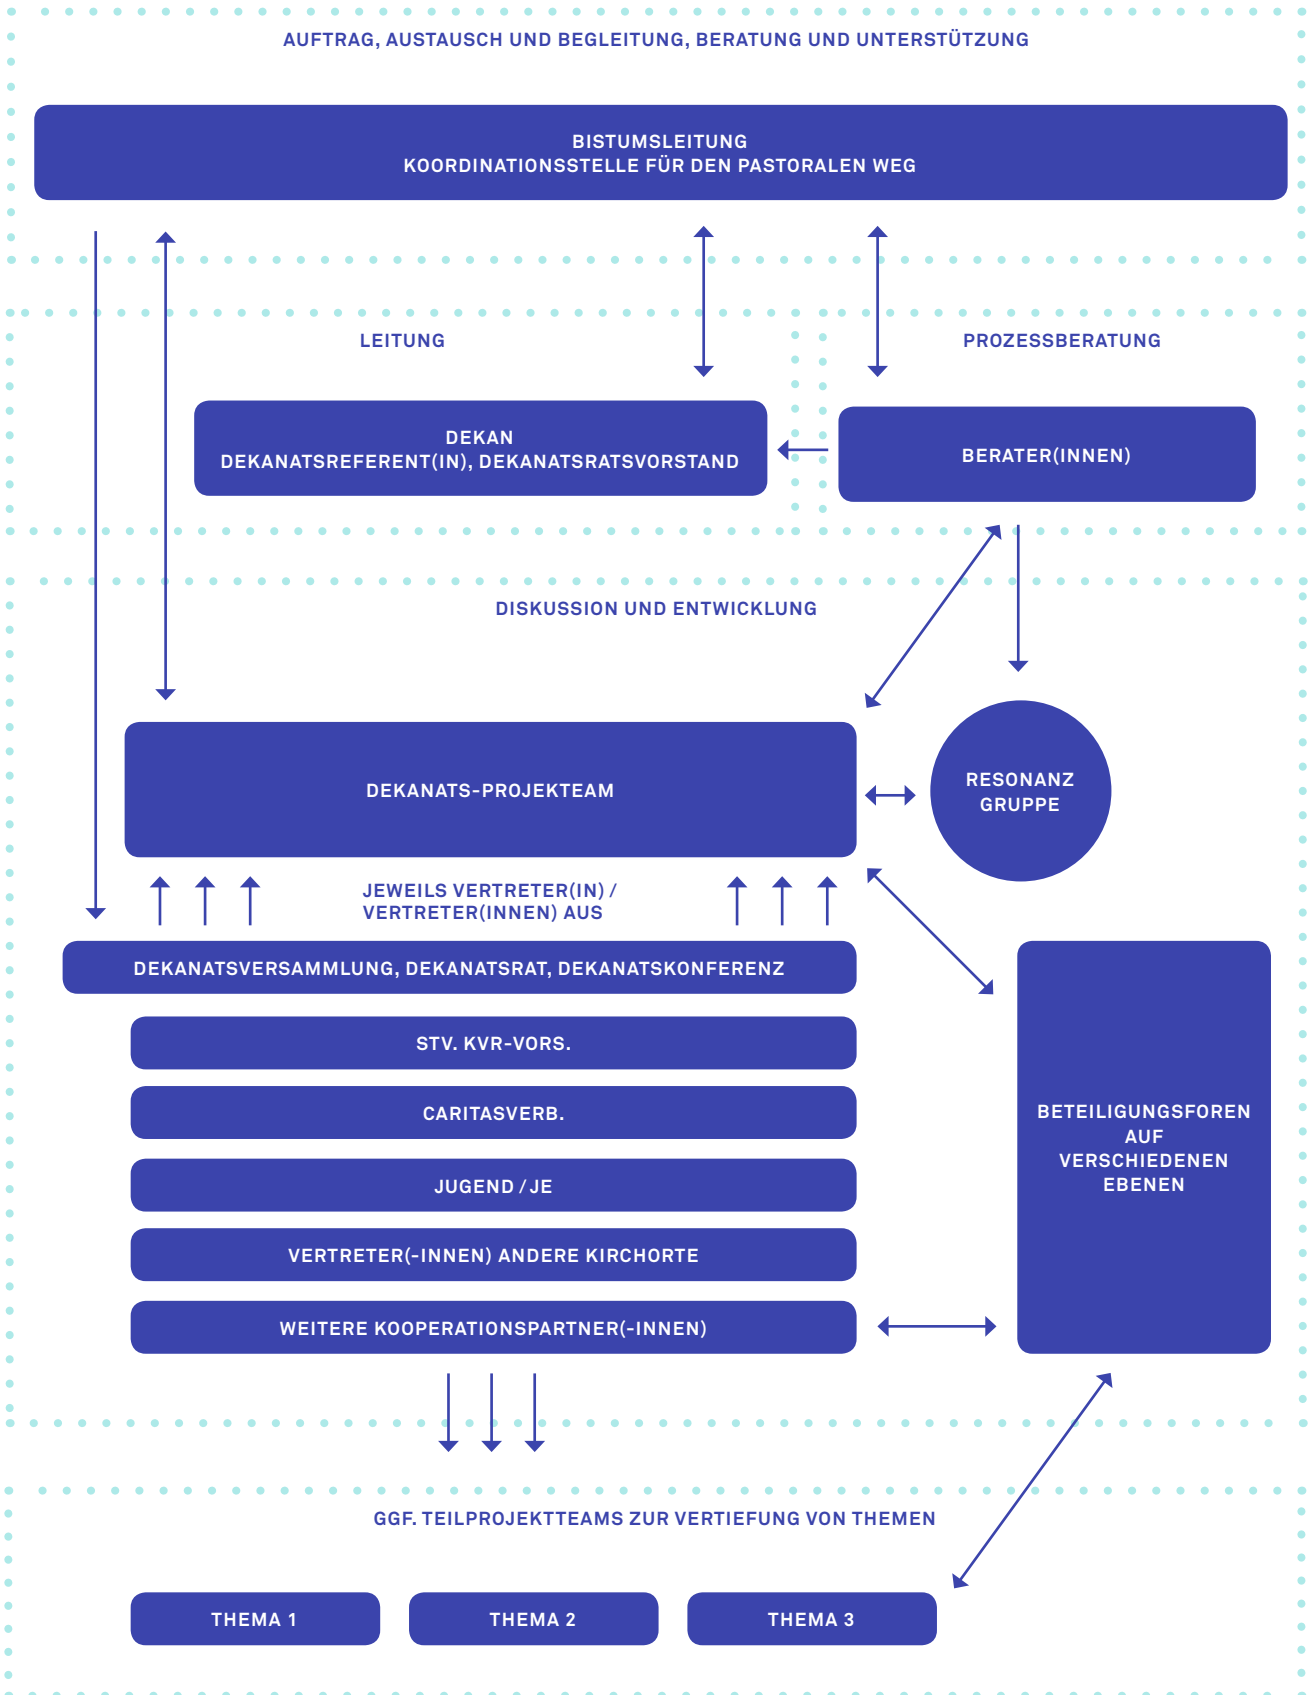 AUFTRAG, AUSTAUSCH UND BEGLEITUNG, BERATUNG UND UNTERSTÜTZUNG
BISTUMSLEITUNG
KOORDINATIONSSTELLE FÜR DEN PASTORALEN WEG
LEITUNG
PROZESSBERATUNG
DEKAN
DEKANATSREFERENT(IN), DEKANATSRATSVORSTAND
BERATER(INNEN)
DISKUSSION UND ENTWICKLUNG
DEKANATS-PROJEKTEAM
RESONANZ
GRUPPE
JEWEILS VERTRETER(IN) /
VERTRETER(INNEN) AUS
DEKANATSVERSAMMLUNG, DEKANATSRAT, DEKANATSKONFERENZ
STV. KVR-VORS.
CARITASVERB.
JUGEND / JE
VERTRETER(-INNEN) ANDERE KIRCHORTE
WEITERE KOOPERATIONSPARTNER(-INNEN)
BETEILIGUNGSFOREN
AUF
VERSCHIEDENEN
EBENEN
GGF. TEILPROJEKTTEAMS ZUR VERTIEFUNG VON THEMEN
THEMA 1
THEMA 2
THEMA 3